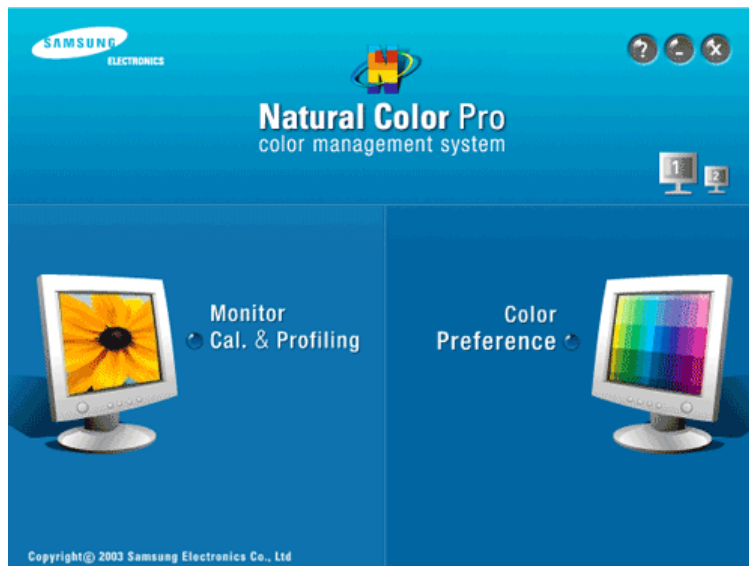 SAMSUNG
ELECTRONICS
? - X
N
Natural Color Pro
color management system
1 2
Monitor
Cal. & Profiling
Color
Preference
Copyright© 2003 Samsung Electronics Co., Ltd